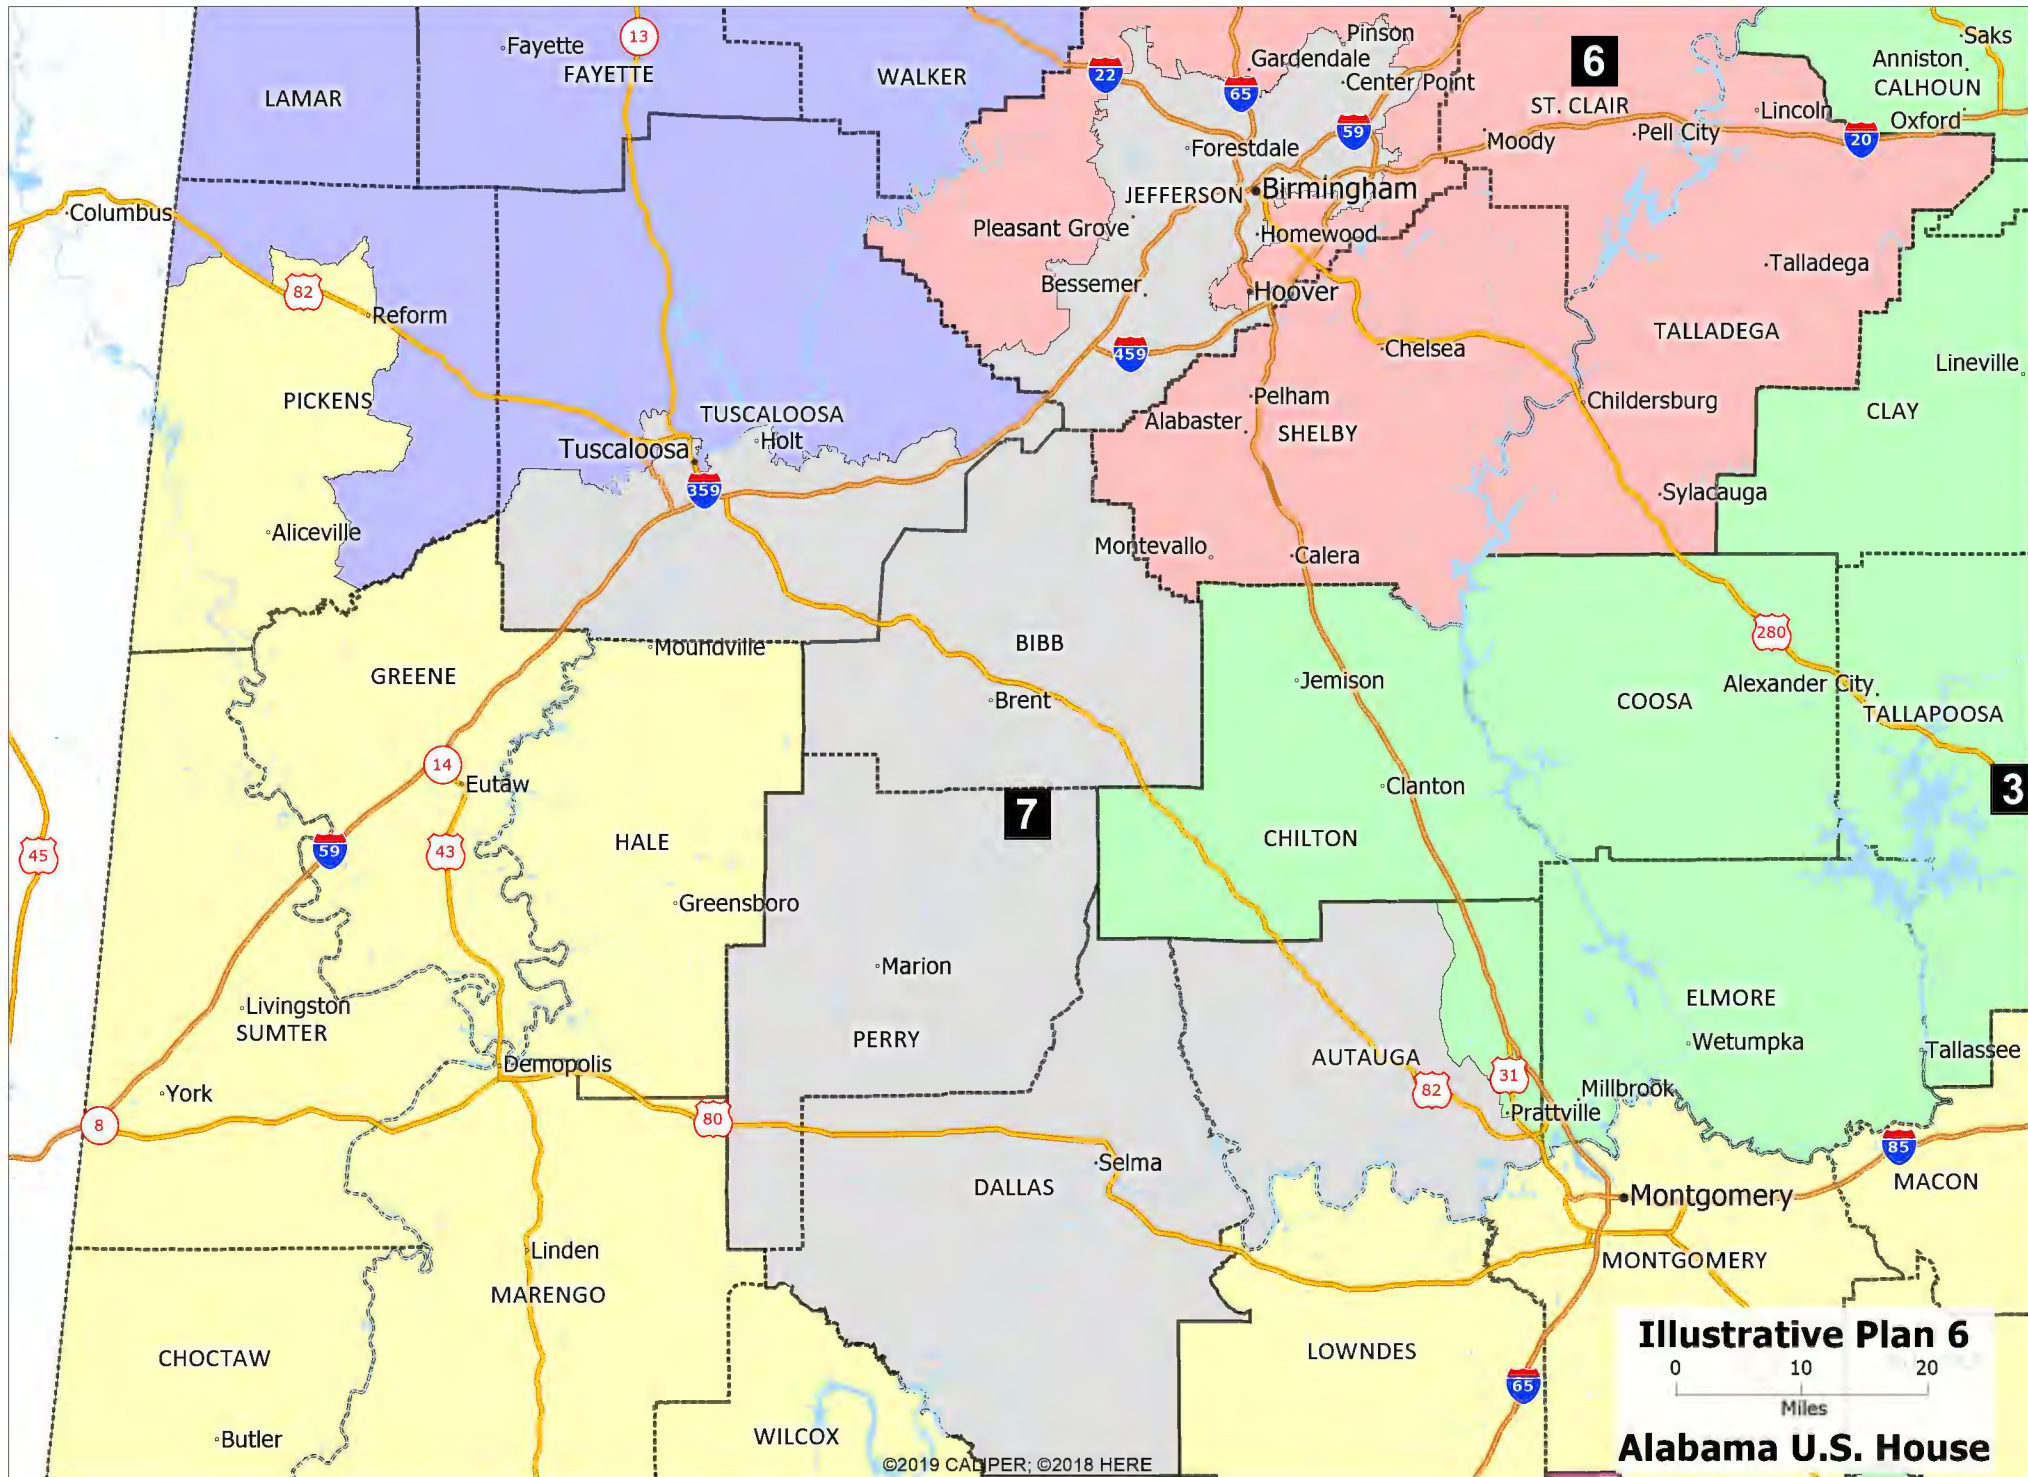 13
Fayette
FAYETTE
LAMAR
WALKER
22
65
Pinson
Gardendale
Center Point
6
ST. CLAIR
Saks
Anniston
CALHOUN
Lincoln
Oxford
59
Moody
Pell City
20
Forestdale
JEFFERSON
Birmingham
Columbus
Pleasant Grove
Homewood
Talladega
82
Bessemer
Hoover
Reform
TALLADEGA
459
Chelsea
Lineville
PICKENS
TUSCALOOSA
Holt
Pelham
Childersburg
CLAY
Alabaster
SHELBY
Tuscaloosa
359
Sylacauga
Aliceville
Montevallo
Calera
280
Moundville
BIBB
GREENE
Jemison
Alexander City
Brent
COOSA
TALLAPOOSA
14
Eutaw
Clanton
3
7
45
59
43
HALE
CHILTON
Greensboro
Marion
Livingston
SUMTER
ELMORE
PERRY
Wetumpka
Tallassee
Demopolis
AUTAUGA
York
31
82
Millbrook
Prattville
8
80
85
Selma
DALLAS
MACON
Montgomery
Linden
MONTGOMERY
MARENGO
CHOCTAW
LOWNDES
65
Butler
WILCOX
Illustrative Plan 6
0 10 20
Miles
Alabama U.S. House
©2019 CALIPER; ©2018 HERE